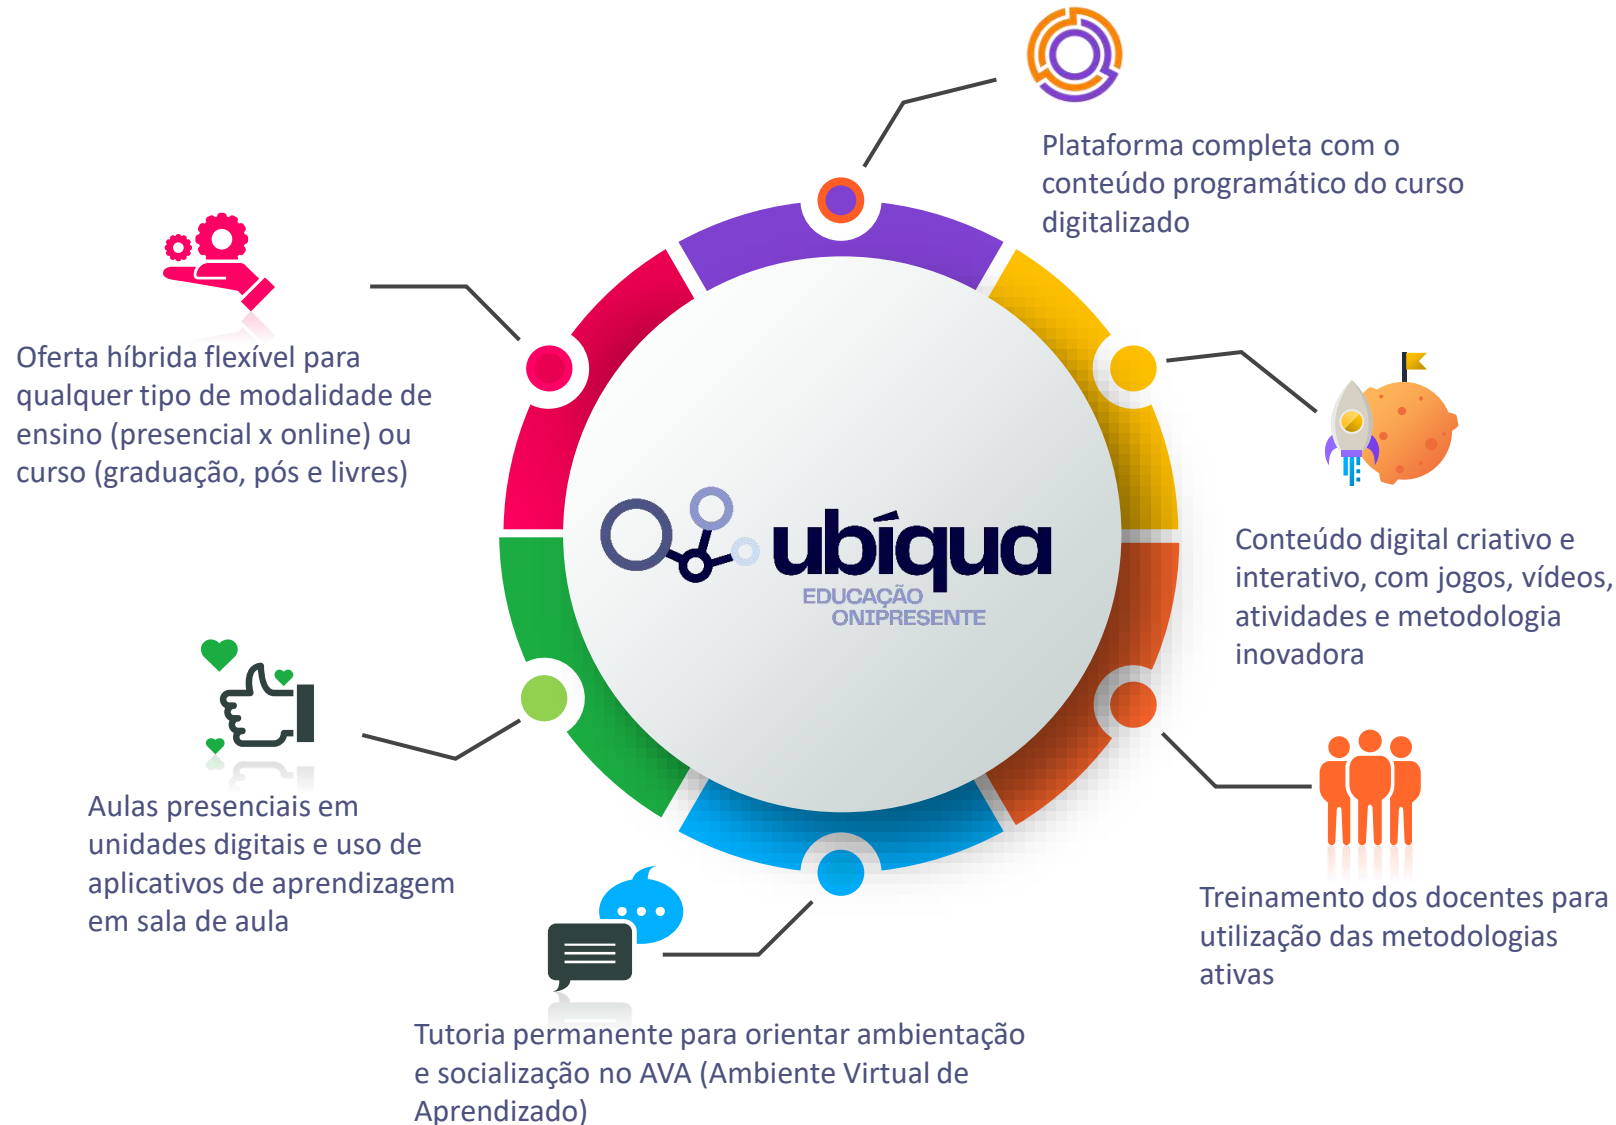 Plataforma completa com o
conteúdo programático do curso
digitalizado
Oferta híbrida flexível para
qualquer tipo de modalidade de
ensino (presencial x online) ou
curso (graduação, pós e livres)
ubíqua
EDUCAÇÃO
ONIPRESENTE
Conteúdo digital criativo e
interativo, com jogos, vídeos,
atividades e metodologia
inovadora
Aulas presenciais em
unidades digitais e uso de
aplicativos de aprendizagem
em sala de aula
Treinamento dos docentes para
utilização das metodologias
ativas
Tutoria permanente para orientar ambientação
e socialização no AVA (Ambiente Virtual de
Aprendizado)